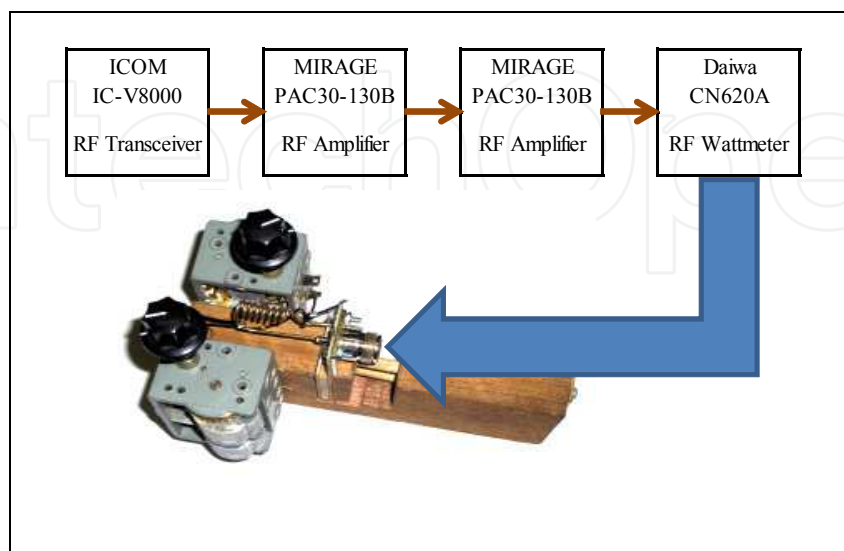 ICOM
IC-V8000
RF Transceiver
MIRAGE
PAC30-130B
RF Amplifier
MIRAGE
PAC30-130B
RF Amplifier
Daiwa
CN620A
RF Wattmeter
ntechOpe